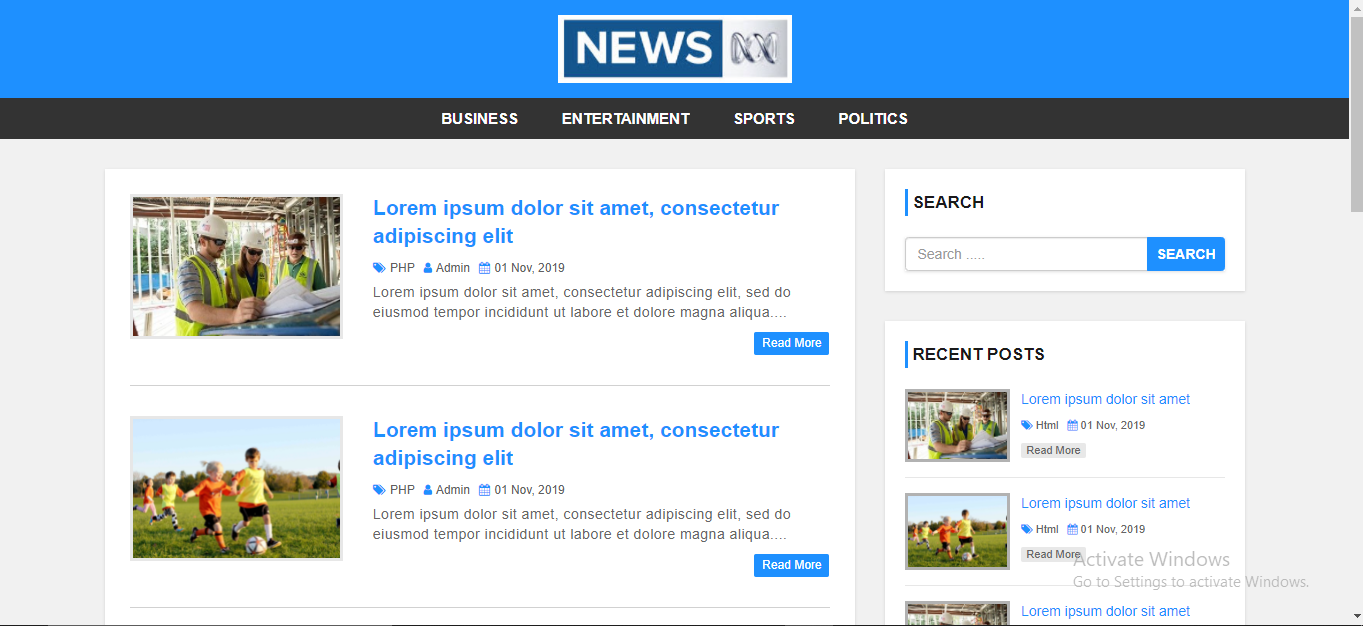 NEWS
BUSINESS ENTERTAINMENT SPORTS POLITICS
Lorem ipsum dolor sit amet, consectetur
adipiscing elit
PHP Admin 01 Nov, 2019
Lorem ipsum dolor sit amet, consectetur adipiscing elit, sed do
eiusmod tempor incididunt ut labore et dolore magna aliqua....
Read More
Lorem ipsum dolor sit amet, consectetur
adipiscing elit
PHP Admin 01 Nov, 2019
Lorem ipsum dolor sit amet, consectetur adipiscing elit, sed do
eiusmod tempor incididunt ut labore et dolore magna aliqua....
Read More
SEARCH
Search ..... SEARCH
RECENT POSTS
Lorem ipsum dolor sit amet
Html 01 Nov, 2019
Read More
Lorem ipsum dolor sit amet
Html 01 Nov, 2019
Read More
Lorem ipsum dolor sit amet
Activate Windows
Go to Settings to activate Windows.